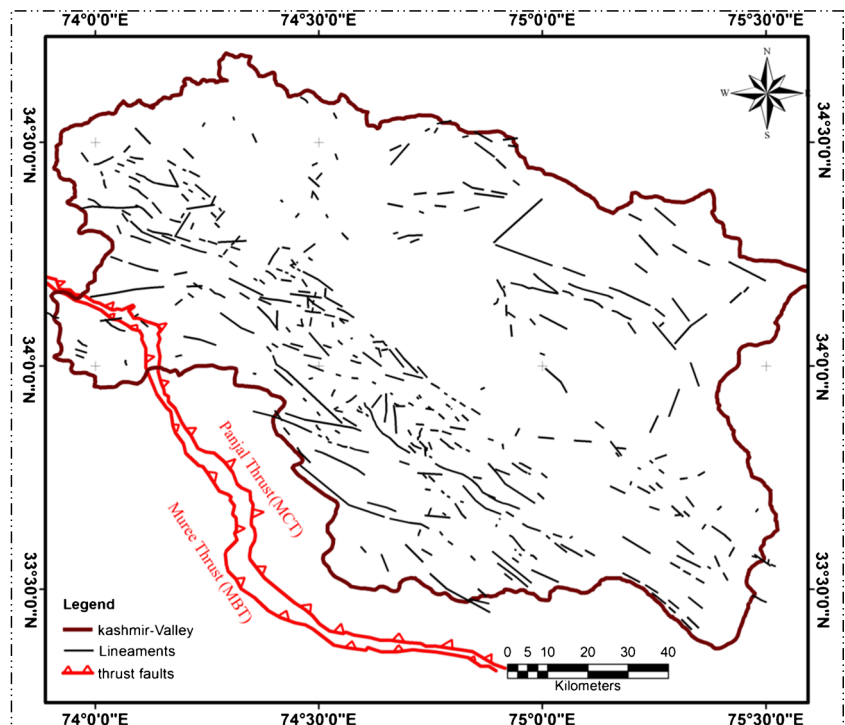 74°0'0"E 74°30'0"E 75°0'0"E 75°30'0"E
N
W E
S
34°30'0"N 34°30'0"N
34°0'0"N 34°0'0"N
Panjal Thrust(MCT)
Muree Thrust (MBT)
33°30'0"N 33°30'0"N
Legend
kashmir-Valley
Lineaments
thrust faults
0 5 10 20 30 40
Kilometers
74°0'0"E 74°30'0"E 75°0'0"E 75°30'0"E